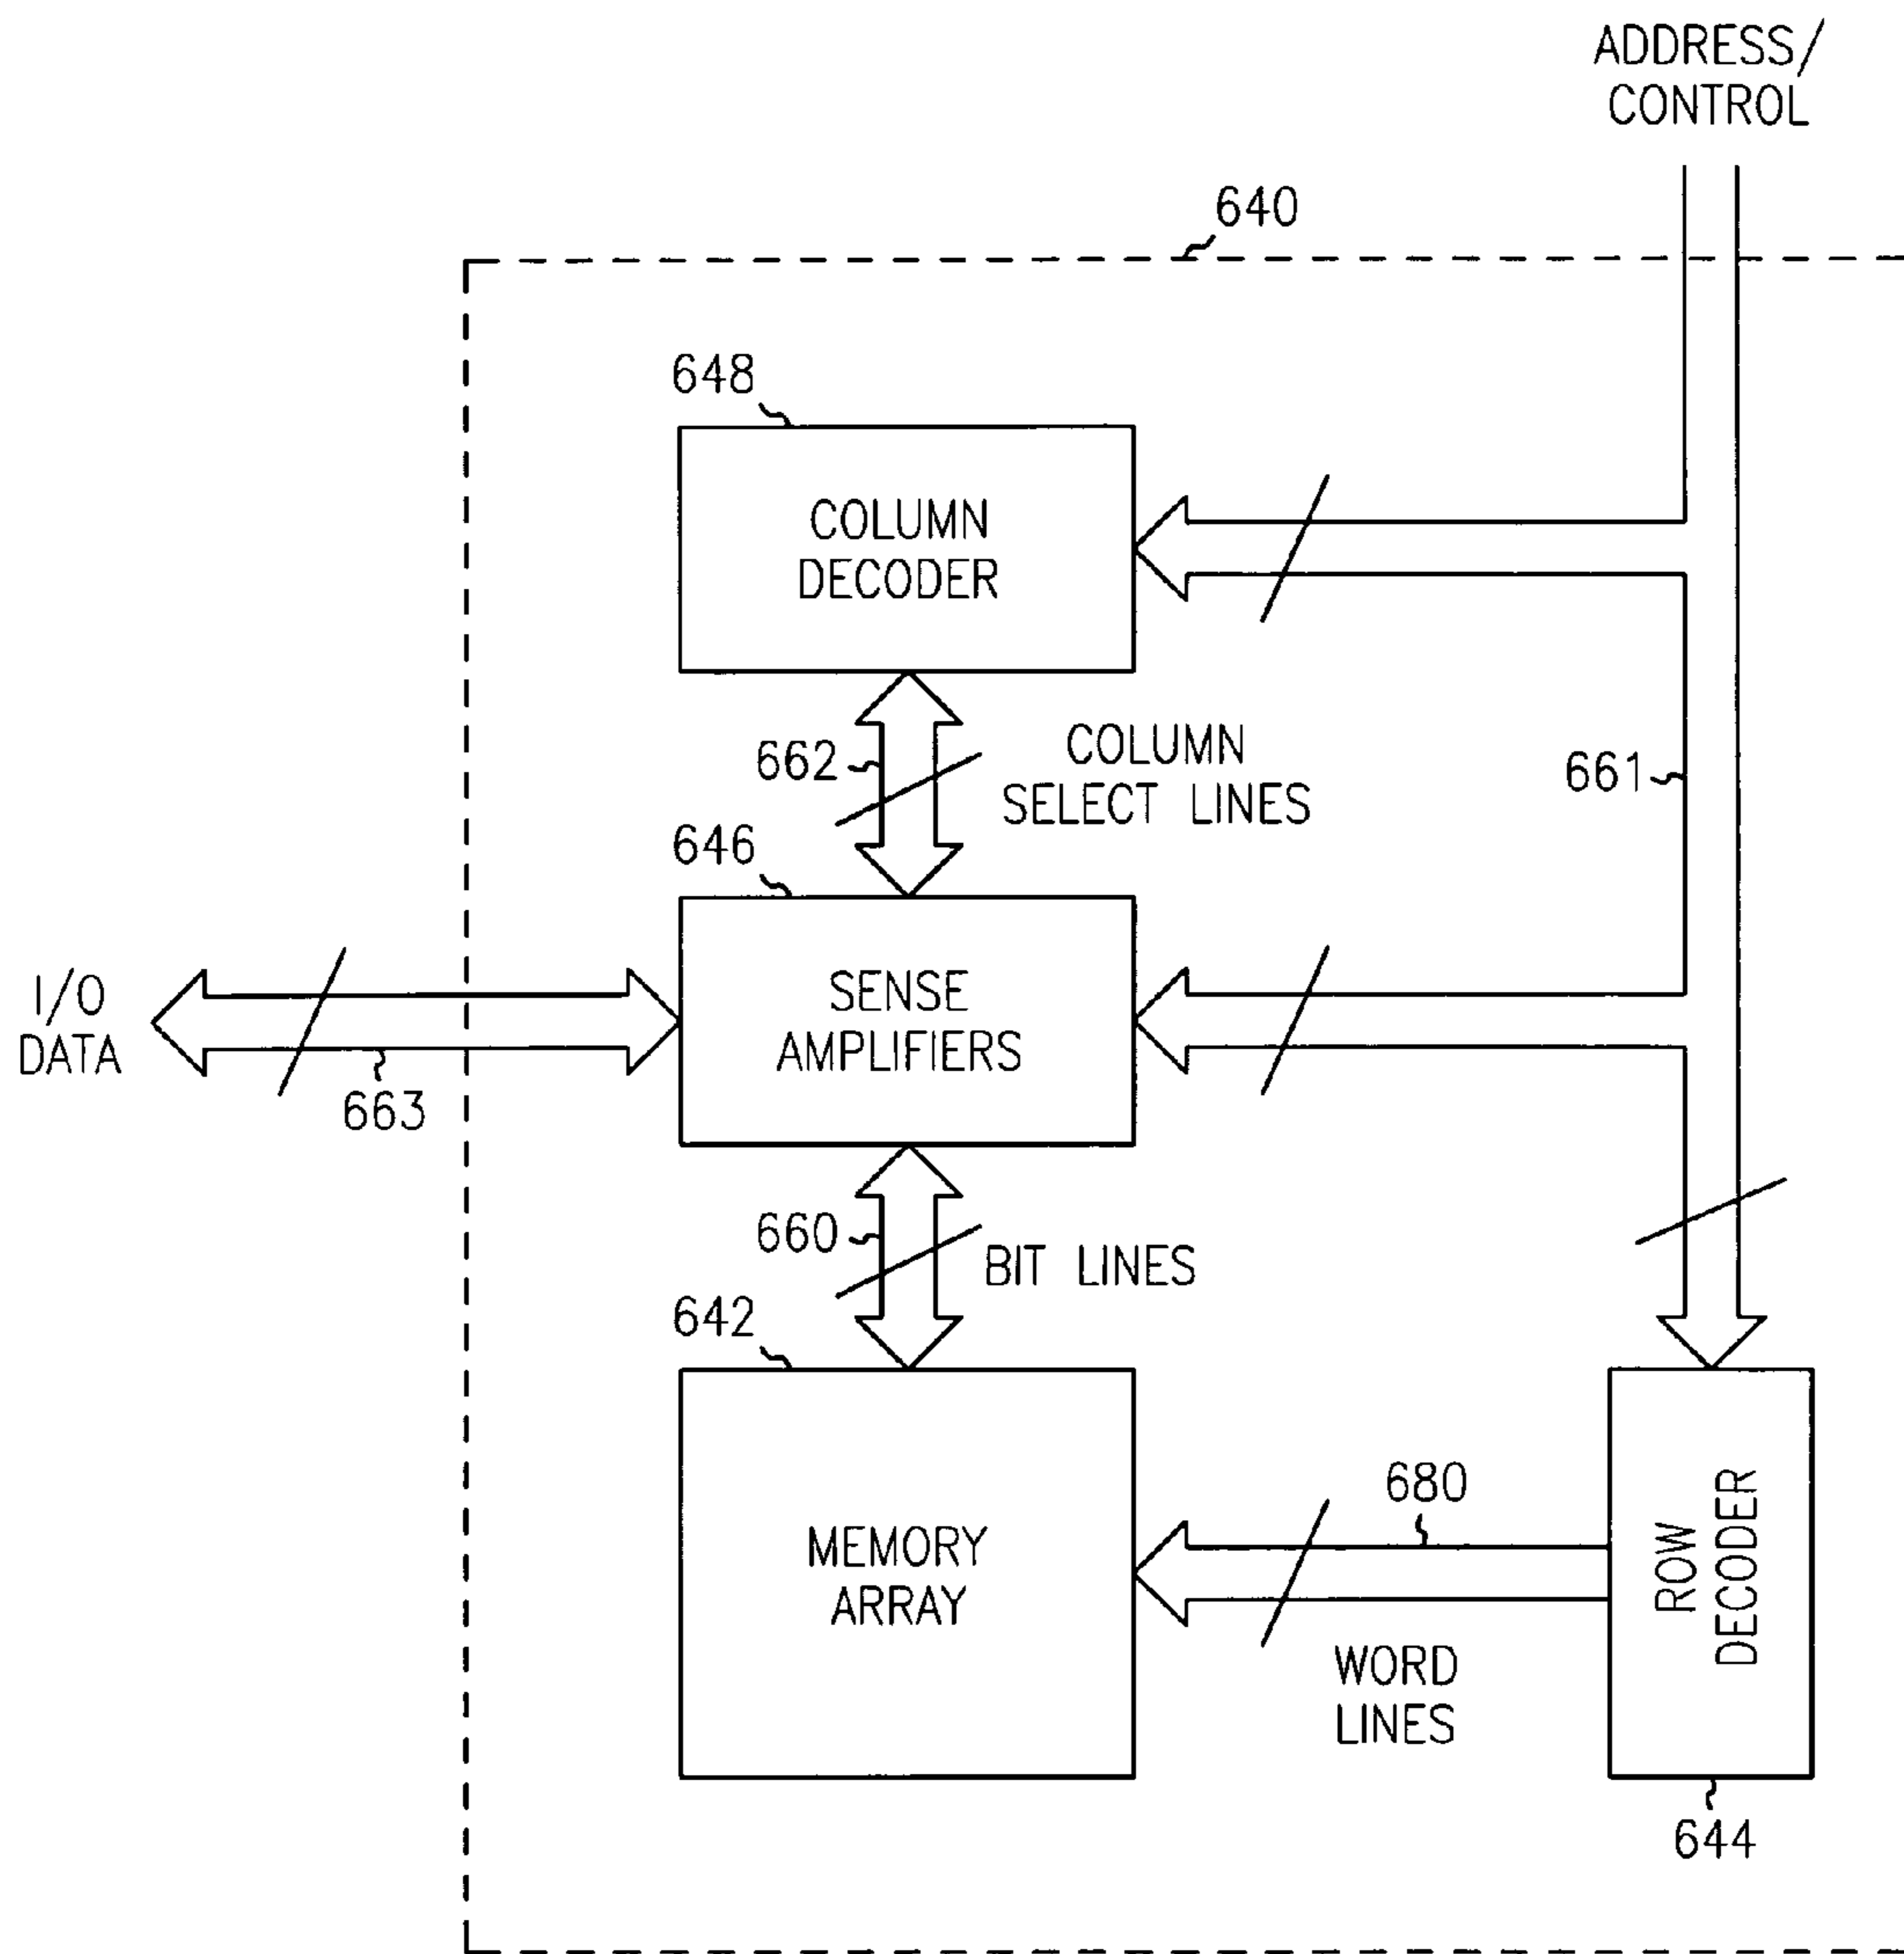 ADDRESS/
CONTROL
640
648
COLUMN
DECODER
662
COLUMN
SELECT LINES
661
646
I/O
DATA
SENSE
AMPLIFIERS
663
660
BIT LINES
642
680
MEMORY
ARRAY
ROW
DECODER
WORD
LINES
644